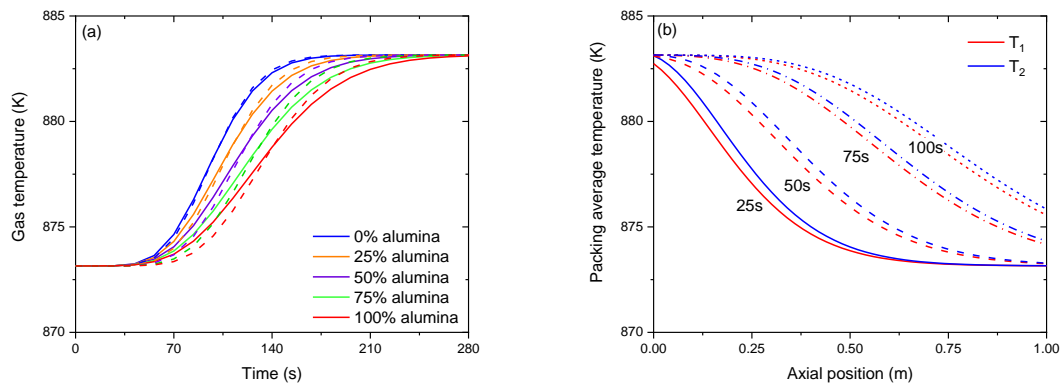 (a)
Gas temperature (K)
885
880
875
870
0% alumina
25% alumina
50% alumina
75% alumina
100% alumina
0
70
140
210
280
Time (s)
(b)
Packing average temperature (K)
885
880
875
870
T₁
T₂
100s
75s
50s
25s
0.00
0.25
0.50
0.75
1.00
Axial position (m)